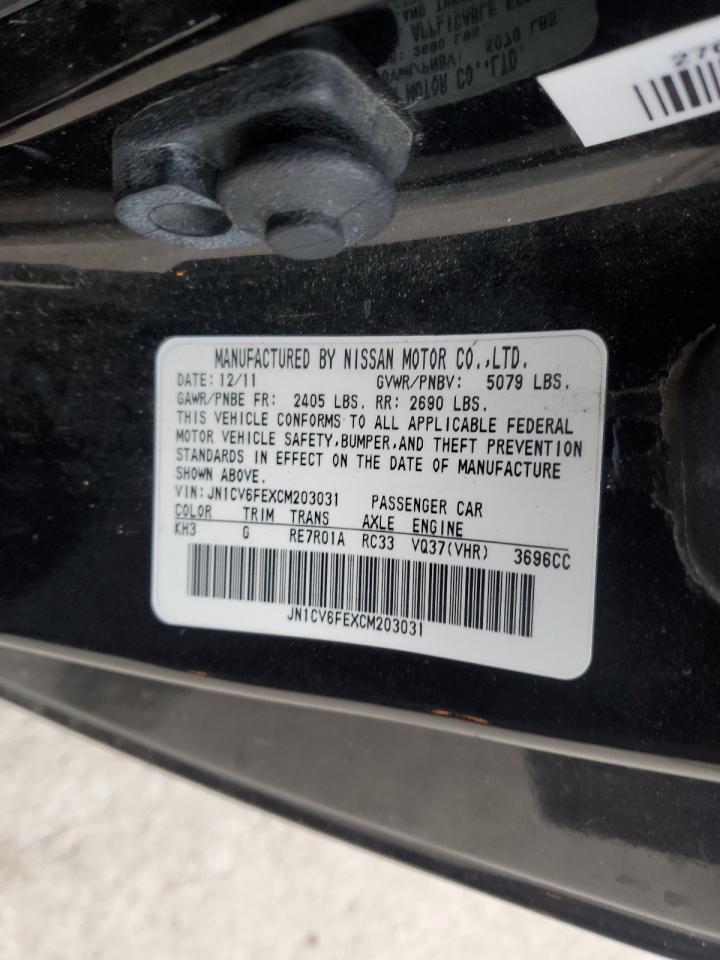 270
MANUFACTURED BY NISSAN MOTOR CO.,LTD.
DATE: 12/11 GVWR/PNBV: 5079 LBS.
GAWR/PNBE FR: 2405 LBS. RR: 2690 LBS.
THIS VEHICLE CONFORMS TO ALL APPLICABLE FEDERAL
MOTOR VEHICLE SAFETY,BUMPER,AND THEFT PREVENTION
STANDARDS IN EFFECT ON THE DATE OF MANUFACTURE
SHOWN ABOVE.
VIN:JN1CV6FEXCM203031 PASSENGER CAR
COLOR TRIM TRANS AXLE ENGINE
KH3 G RE7R01A RC33 VQ37(VHR) 3696CC
JN1CV6FEXCM203031